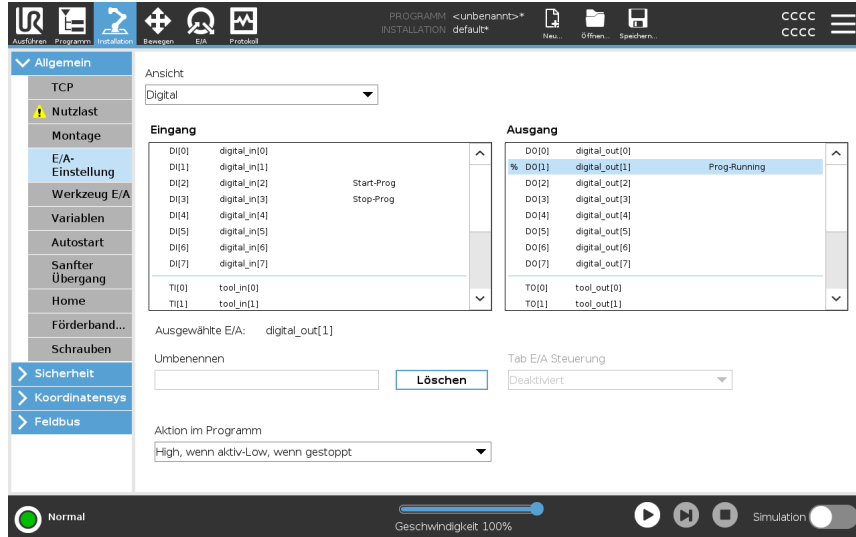 UR
Ausführen
Programm
Installation
Bewegen
E/A
Protokoll
PROGRAMM <unbenannt>*
INSTALLATION default*
Neu...
Öffnen...
Speichern...
cccc
cccc
Allgemein
TCP
Nutzlast
Montage
E/A-
Einstellung
Werkzeug E/A
Variablen
Autostart
Sanfter
Übergang
Home
Förderband...
Schrauben
Sicherheit
Koordinatensys
Feldbus
Ansicht
Digital
Eingang
DI[0] digital_in[0]
DI[1] digital_in[1]
DI[2] digital_in[2] Start-Prog
DI[3] digital_in[3] Stop-Prog
DI[4] digital_in[4]
DI[5] digital_in[5]
DI[6] digital_in[6]
DI[7] digital_in[7]
TI[0] tool_in[0]
TI[1] tool_in[1]
Ausgang
DO[0] digital_out[0]
% DO[1] digital_out[1] Prog-Running
DO[2] digital_out[2]
DO[3] digital_out[3]
DO[4] digital_out[4]
DO[5] digital_out[5]
DO[6] digital_out[6]
DO[7] digital_out[7]
TO[0] tool_out[0]
TO[1] tool_out[1]
Ausgewählte E/A: digital_out[1]
Umbenennen
Löschen
Tab E/A Steuerung
Deaktiviert
Aktion im Programm
High, wenn aktiv-Low, wenn gestoppt
Normal
Geschwindigkeit 100%
Simulation